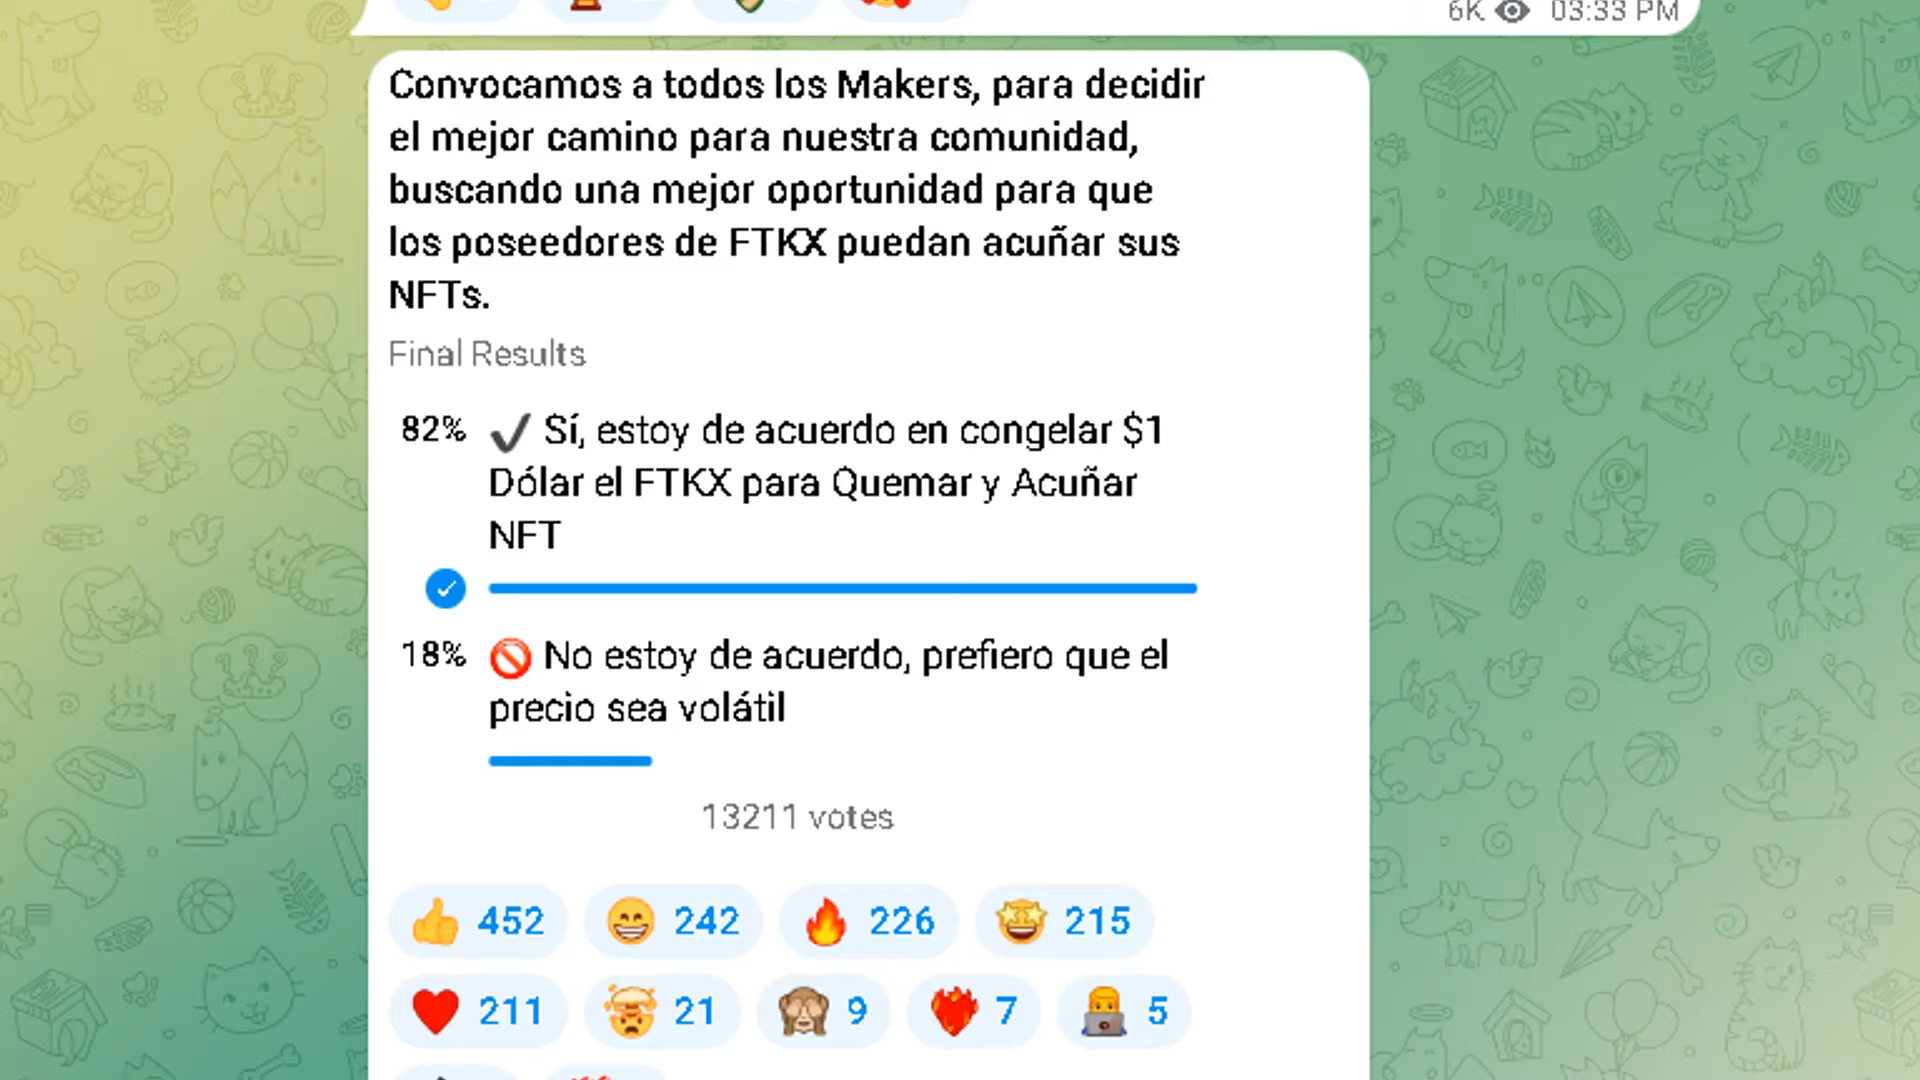 6K 03:33 PM
Convocamos a todos los Makers, para decidir
el mejor camino para nuestra comunidad,
buscando una mejor oportunidad para que
los poseedores de FTKX puedan acuñar sus
NFTs.
Final Results
82% ✔ Sí, estoy de acuerdo en congelar $1
Dólar el FTKX para Quemar y Acuñar
NFT
18% 🚫 No estoy de acuerdo, prefiero que el
precio sea volátil
13211 votes
👍 452 😁 242 🔥 226 🤩 215
❤ 211 🤯 21 🙈 9 ❤‍🔥 7 👨‍💻 5